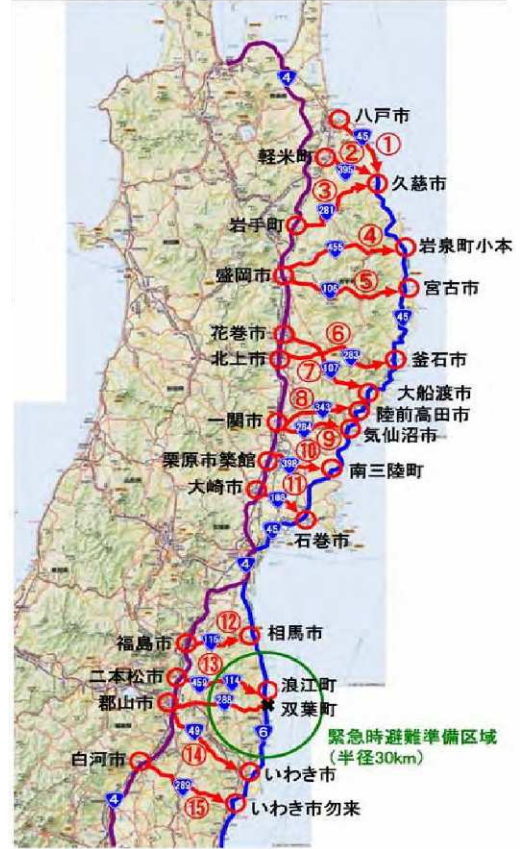 4
八戸市
45
①
軽米町
②
395
久慈市
③
281
岩手町
④
455
岩泉町小本
盛岡市
⑤
106
宮古市
45
花巻市
⑥
283
北上市
釜石市
⑦
107
大船渡市
⑧
343
陸前高田市
一関市
284
⑨
気仙沼市
⑩
栗原市築館
398
南三陸町
⑪
大崎市
108
45
石巻市
4
⑫
相馬市
福島市
115
⑬
二本松市
459
114
浪江町
郡山市
288
双葉町
緊急時避難準備区域
(半径30km)
49
6
⑭
白河市
いわき市
289
4
⑮
いわき市勿来